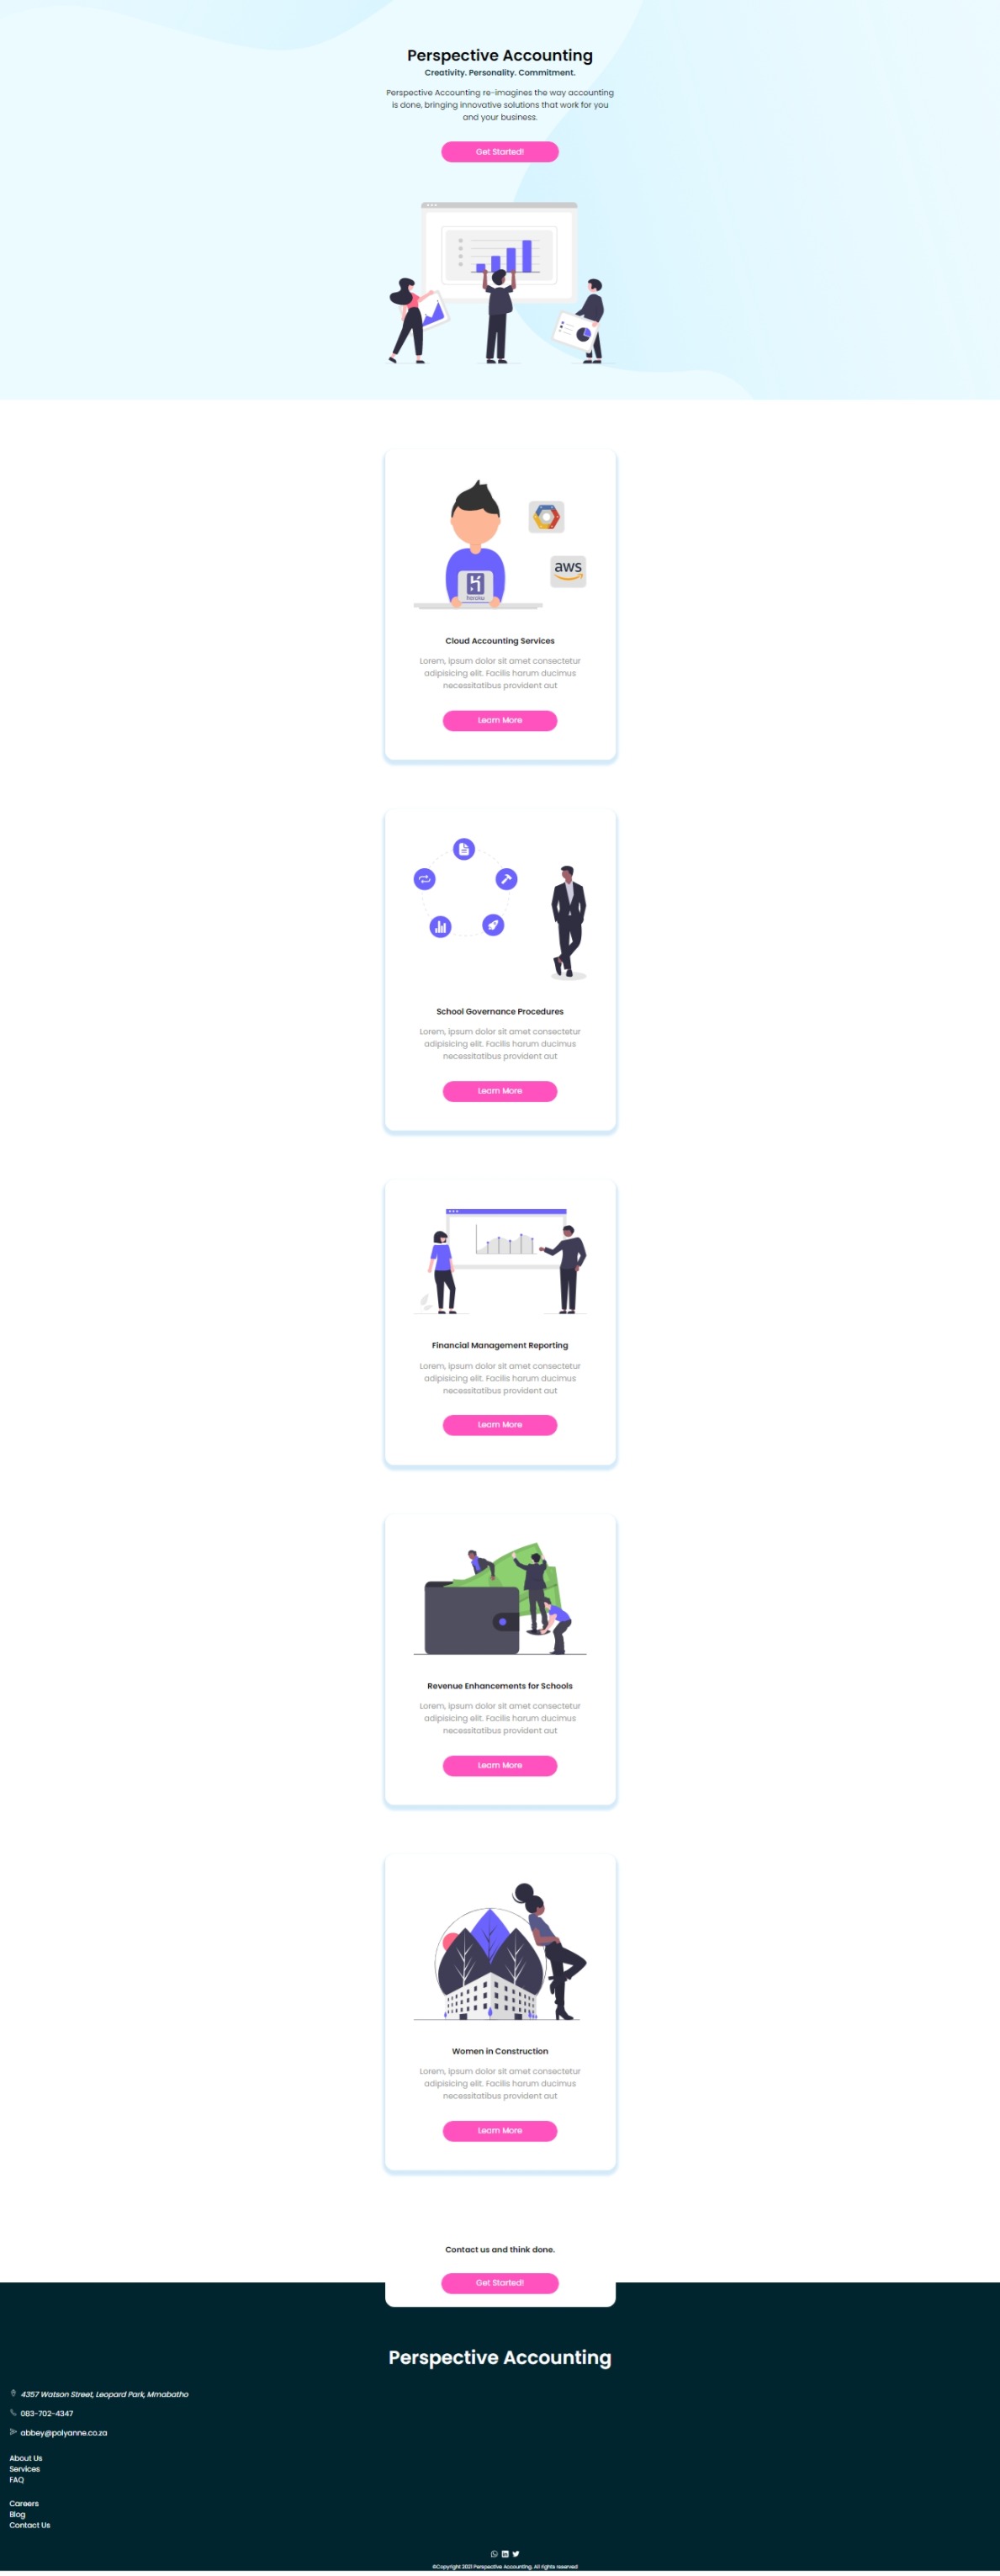 Perspective Accounting
Creativity. Personality. Commitment.
Perspective Accounting re-imagines the way accounting
is done, bringing innovative solutions that work for you
and your business.
Get Started!
aws
heroku
Cloud Accounting Services
Lorem, ipsum dolor sit amet consectetur
adipisicing elit. Facilis harum ducimus
necessitatibus provident aut
Learn More
School Governance Procedures
Lorem, ipsum dolor sit amet consectetur
adipisicing elit. Facilis harum ducimus
necessitatibus provident aut
Learn More
Financial Management Reporting
Lorem, ipsum dolor sit amet consectetur
adipisicing elit. Facilis harum ducimus
necessitatibus provident aut
Learn More
Revenue Enhancements for Schools
Lorem, ipsum dolor sit amet consectetur
adipisicing elit. Facilis harum ducimus
necessitatibus provident aut
Learn More
Women in Construction
Lorem, ipsum dolor sit amet consectetur
adipisicing elit. Facilis harum ducimus
necessitatibus provident aut
Learn More
Contact us and think done.
Get Started!
Perspective Accounting
4357 Watson Street, Leopard Park, Mmabatho
083-702-4347
abbey@polyanne.co.za
About Us
Services
FAQ
Careers
Blog
Contact Us
©Copyright 2021 Perspective Accounting. All rights reserved